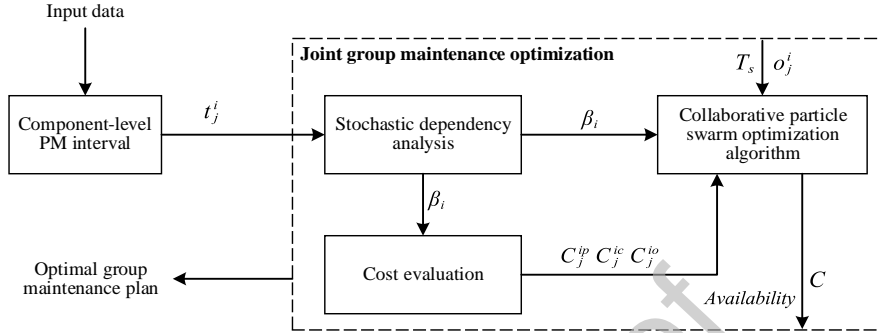 Input data
Joint group maintenance optimization
T_s o_j^i
Component-level
PM interval
t_j^i
Stochastic dependency
analysis
β_i
Collaborative particle
swarm optimization
algorithm
β_i
Optimal group
maintenance plan
Cost evaluation
C_j^{ip} C_j^{ic} C_j^{io}
Availability
C